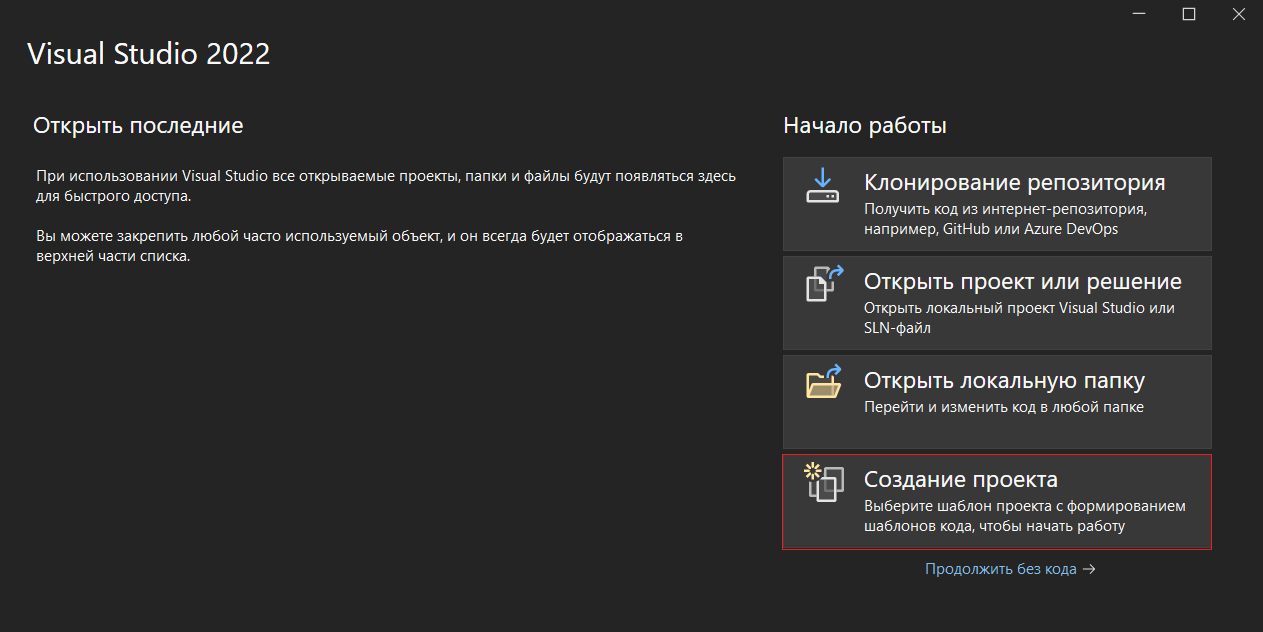 Visual Studio 2022
Открыть последние
При использовании Visual Studio все открываемые проекты, папки и файлы будут появляться здесь
для быстрого доступа.
Вы можете закрепить любой часто используемый объект, и он всегда будет отображаться в
верхней части списка.
Начало работы
Клонирование репозитория
Получить код из интернет-репозитория,
например, GitHub или Azure DevOps
Открыть проект или решение
Открыть локальный проект Visual Studio или
SLN-файл
Открыть локальную папку
Перейти и изменить код в любой папке
Создание проекта
Выберите шаблон проекта с формированием
шаблонов кода, чтобы начать работу
Продолжить без кода →